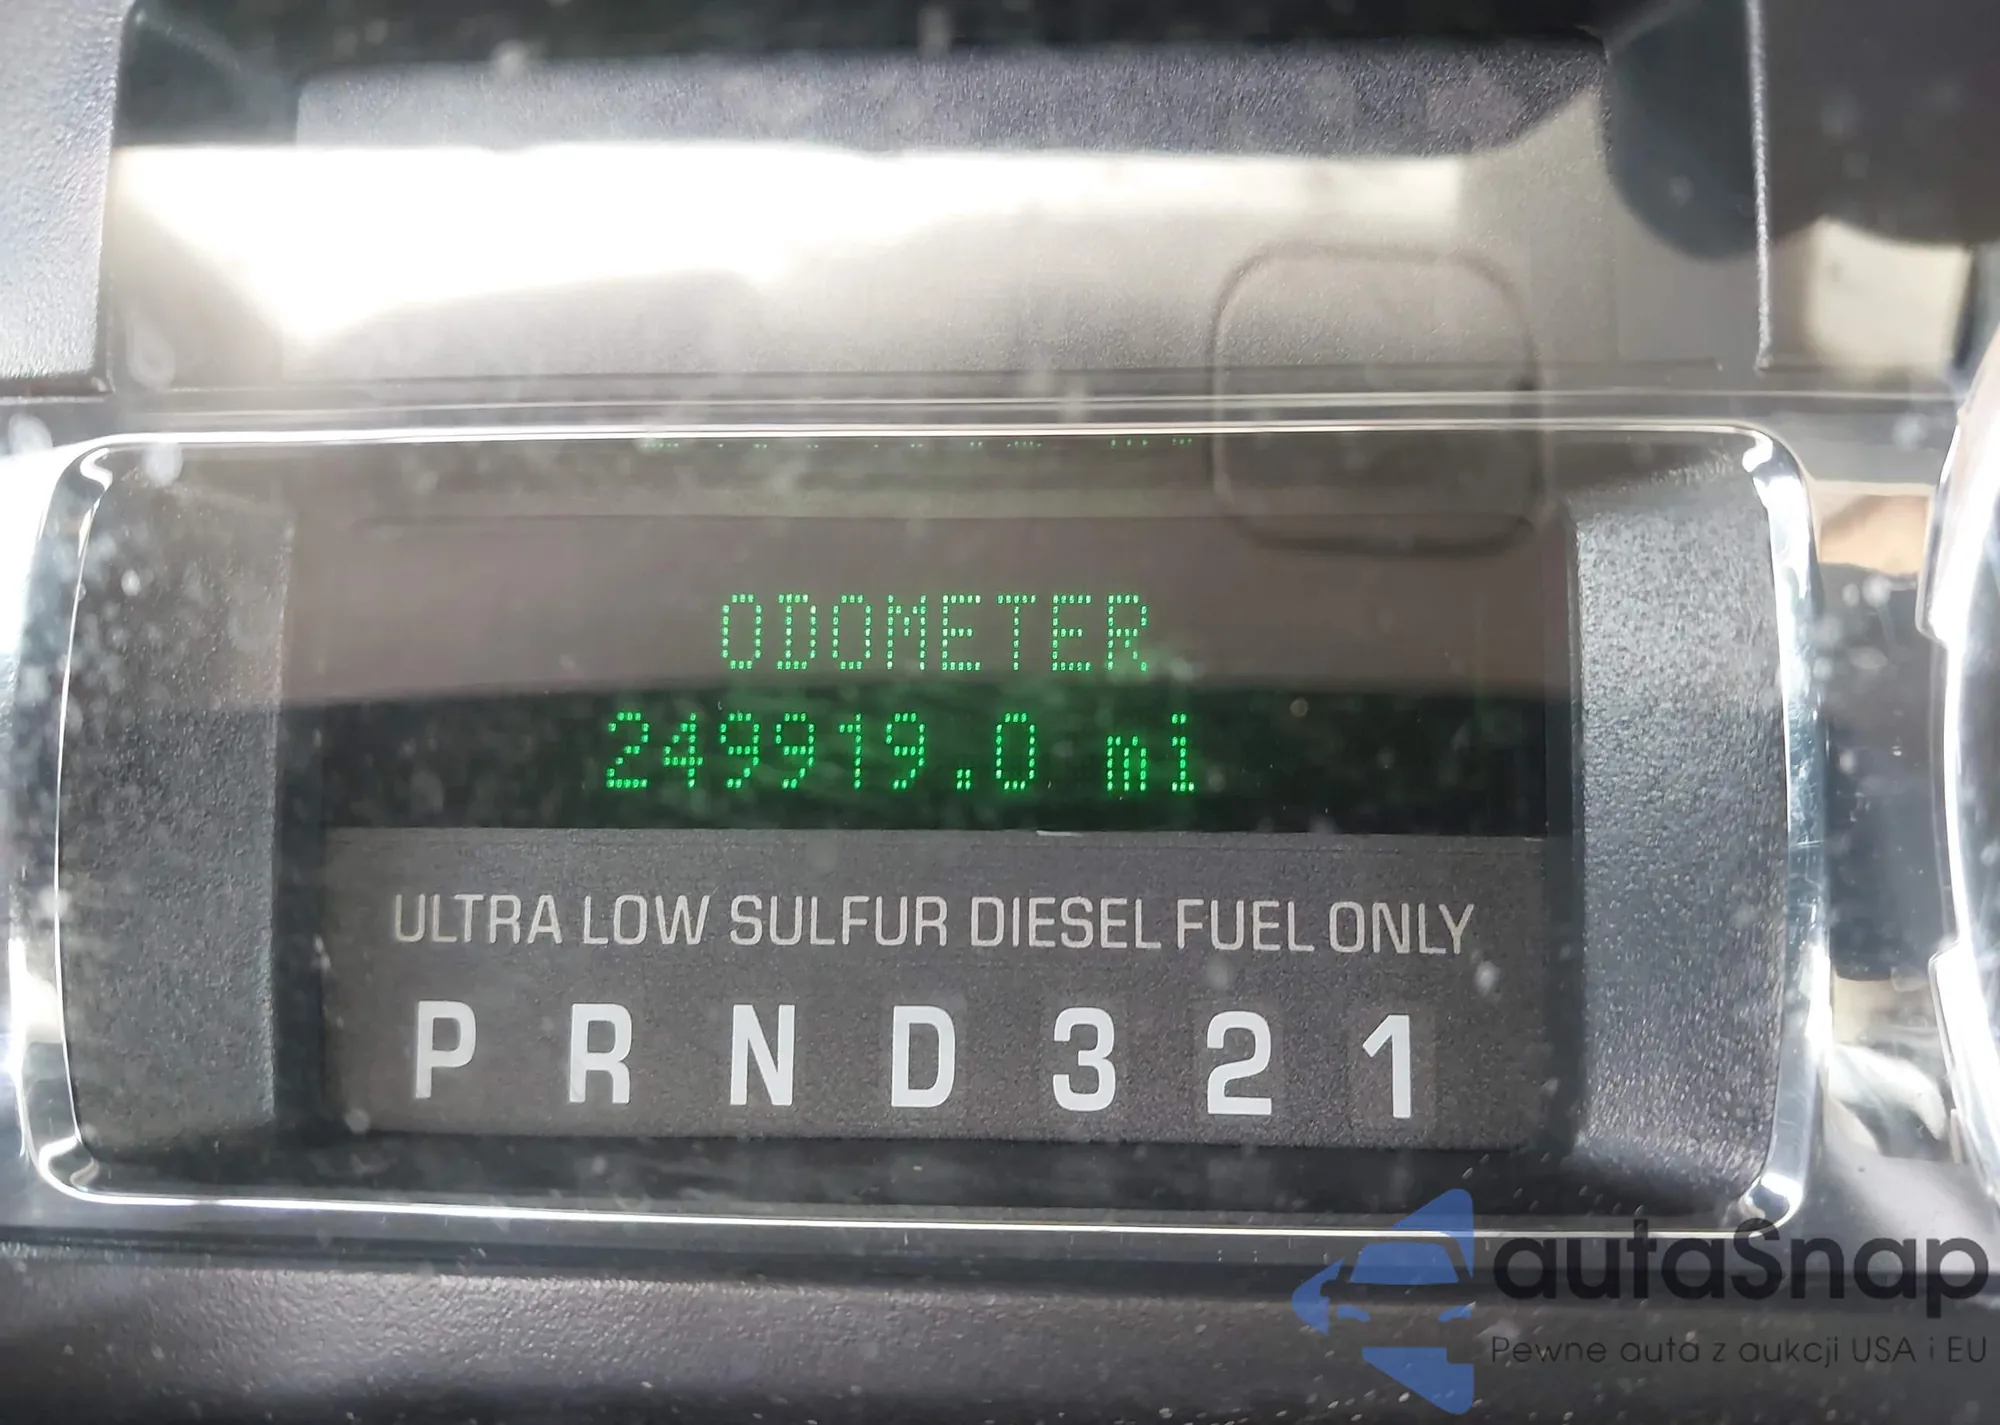 ODOMETER
249919.0 mi
ULTRA LOW SULFUR DIESEL FUEL ONLY
P R N D 3 2 1
autaSnap
Pewne auta z aukcji USA i EU